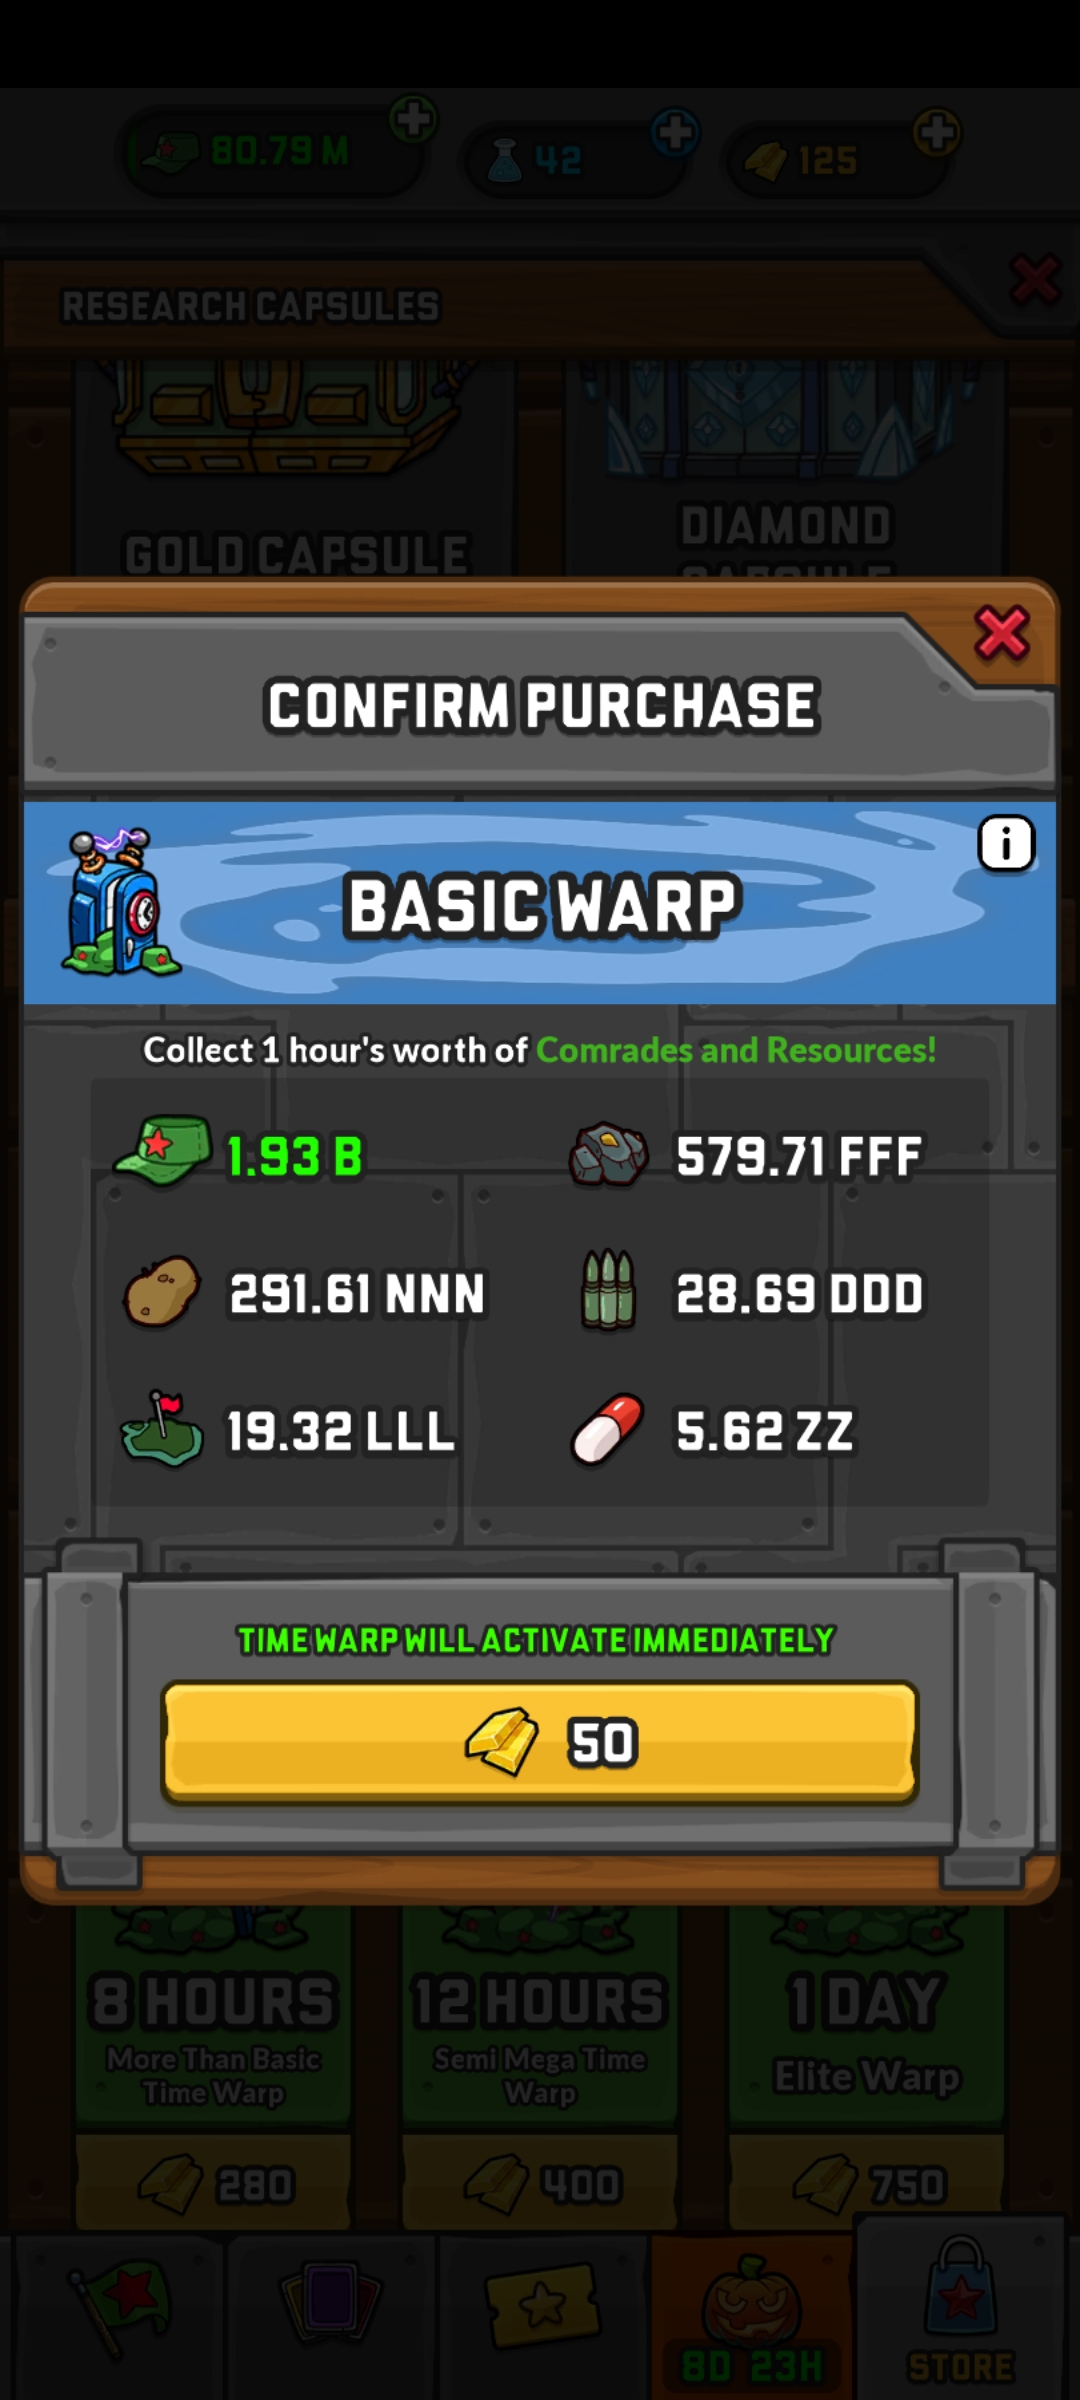 80.79 M
42
125
RESEARCH CAPSULES
GOLD CAPSULE
DIAMOND
CAPSULE
CONFIRM PURCHASE
BASIC WARP
i
Collect 1 hour's worth of Comrades and Resources!
1.93 B
579.71 FFF
291.61 NNN
28.69 DDD
19.32 LLL
5.62 ZZ
TIME WARP WILL ACTIVATE IMMEDIATELY
50
8 HOURS
12 HOURS
1 DAY
More Than Basic
Time Warp
Semi Mega Time
Warp
Elite Warp
280
400
750
8D 23H
STORE